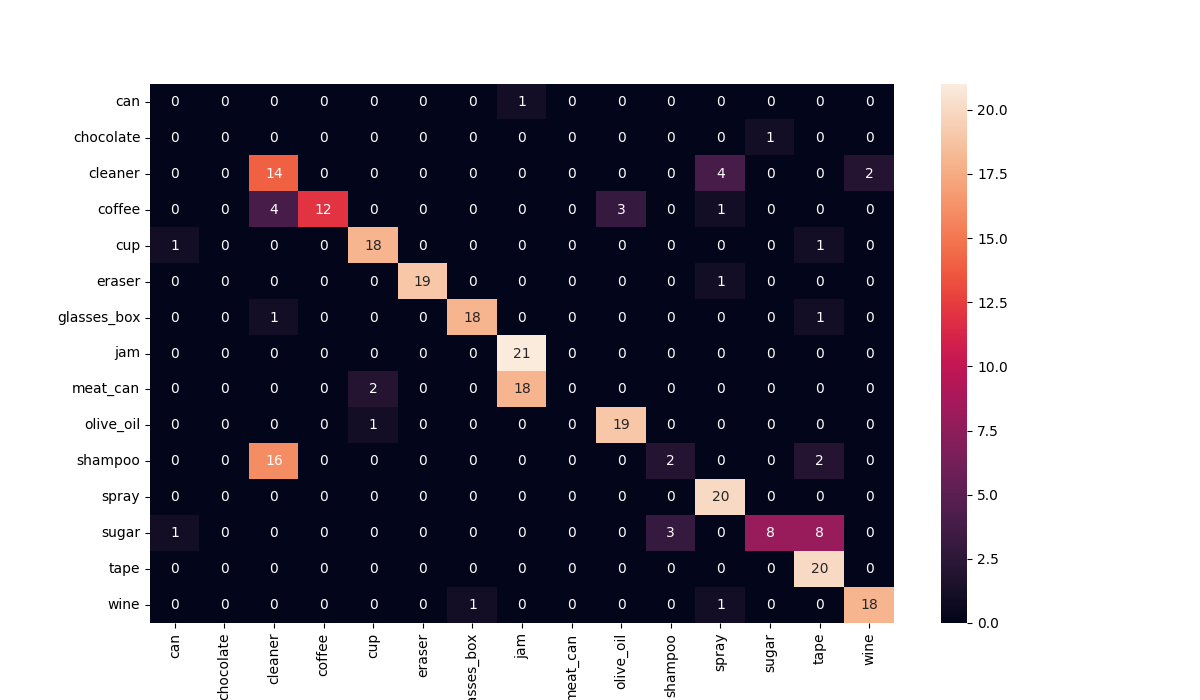 can 0 0 0 0 0 0 0 1 0 0 0 0 0 0 0 20.0
chocolate 0 0 0 0 0 0 0 0 0 0 0 0 1 0 0
cleaner 0 0 14 0 0 0 0 0 0 0 0 4 0 0 2 17.5
coffee 0 0 4 12 0 0 0 0 0 3 0 1 0 0 0
cup 1 0 0 0 18 0 0 0 0 0 0 0 0 1 0 15.0
eraser 0 0 0 0 0 19 0 0 0 0 0 1 0 0 0
12.5
glasses_box 0 0 1 0 0 0 18 0 0 0 0 0 0 1 0
jam 0 0 0 0 0 0 0 21 0 0 0 0 0 0 0 10.0
meat_can 0 0 0 0 2 0 0 18 0 0 0 0 0 0 0
olive_oil 0 0 0 0 1 0 0 0 0 19 0 0 0 0 0 7.5
shampoo 0 0 16 0 0 0 0 0 0 0 2 0 0 2 0
spray 0 0 0 0 0 0 0 0 0 0 0 20 0 0 0 5.0
sugar 1 0 0 0 0 0 0 0 0 0 3 0 8 8 0
2.5
tape 0 0 0 0 0 0 0 0 0 0 0 0 0 20 0
wine 0 0 0 0 0 0 1 0 0 0 0 1 0 0 18
0.0
can chocolate cleaner coffee cup eraser asses_box jam meat_can olive_oil shampoo spray sugar tape wine